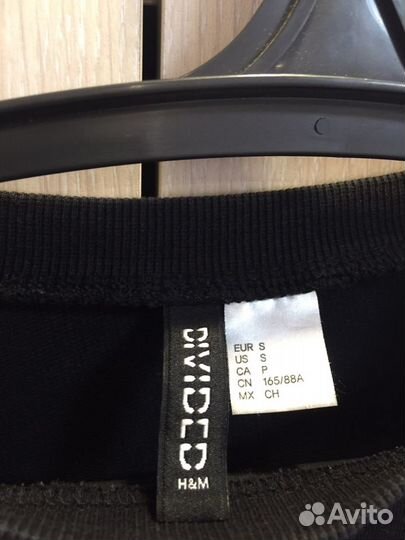 DIVIDED
H&M
EUR S
US S
CA P
CN 165/88A
MX CH
Avito